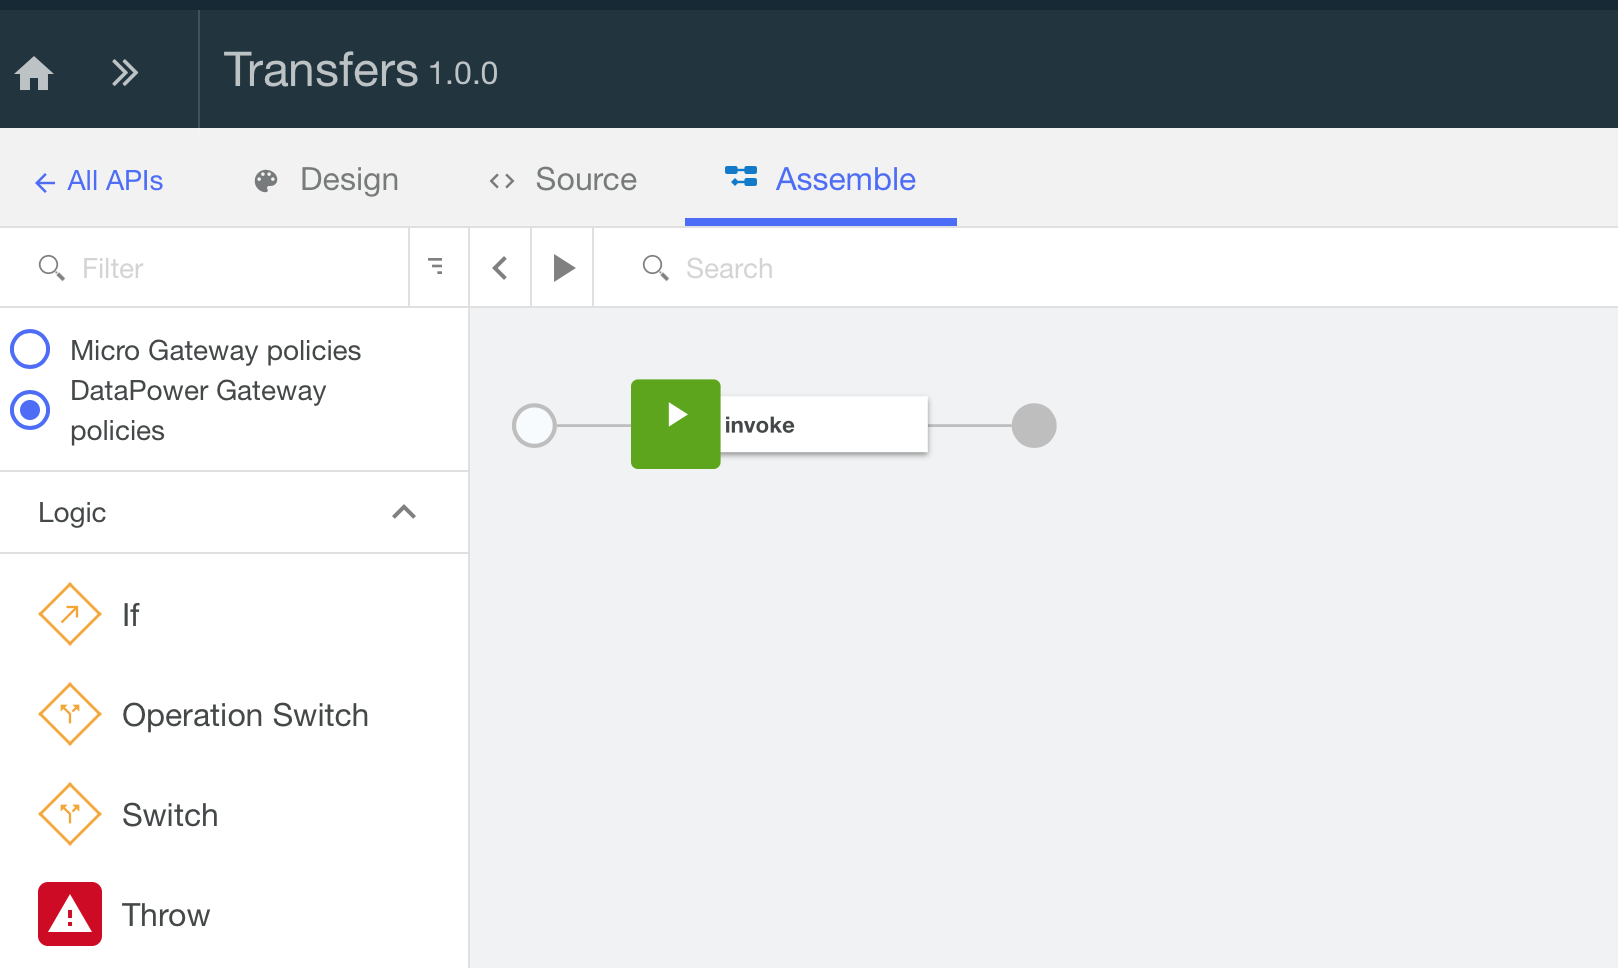 Transfers 1.0.0
All APIs Design Source Assemble
Filter Search
Micro Gateway policies
DataPower Gateway
policies
invoke
Logic
If
Operation Switch
Switch
Throw